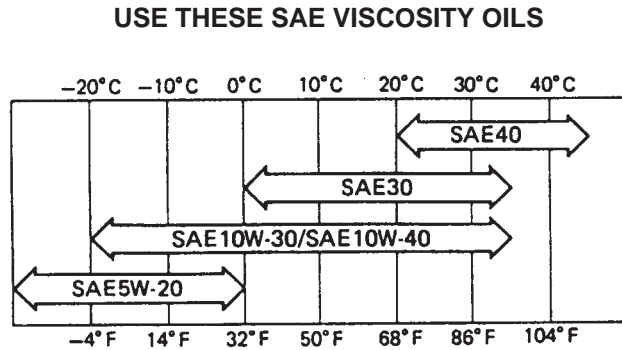 USE THESE SAE VISCOSITY OILS
−20°C −10°C 0°C 10°C 20°C 30°C 40°C
SAE40
SAE30
SAE10W-30/SAE10W-40
SAE5W-20
−4°F 14°F 32°F 50°F 68°F 86°F 104°F